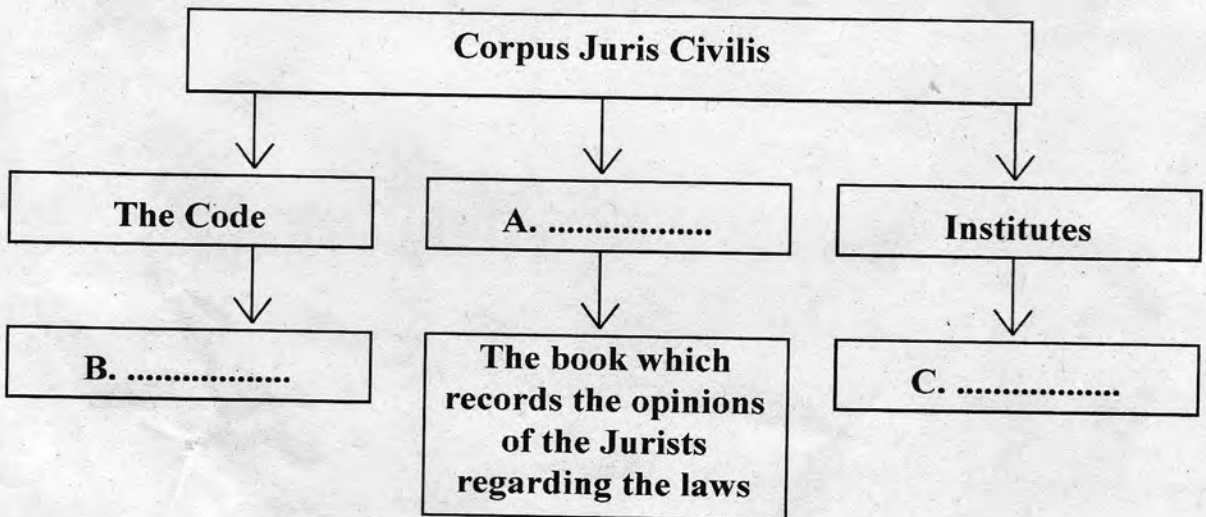 Corpus Juris Civilis
The Code
A. ..................
Institutes
B. ..................
The book which
records the opinions
of the Jurists
regarding the laws
C. ..................